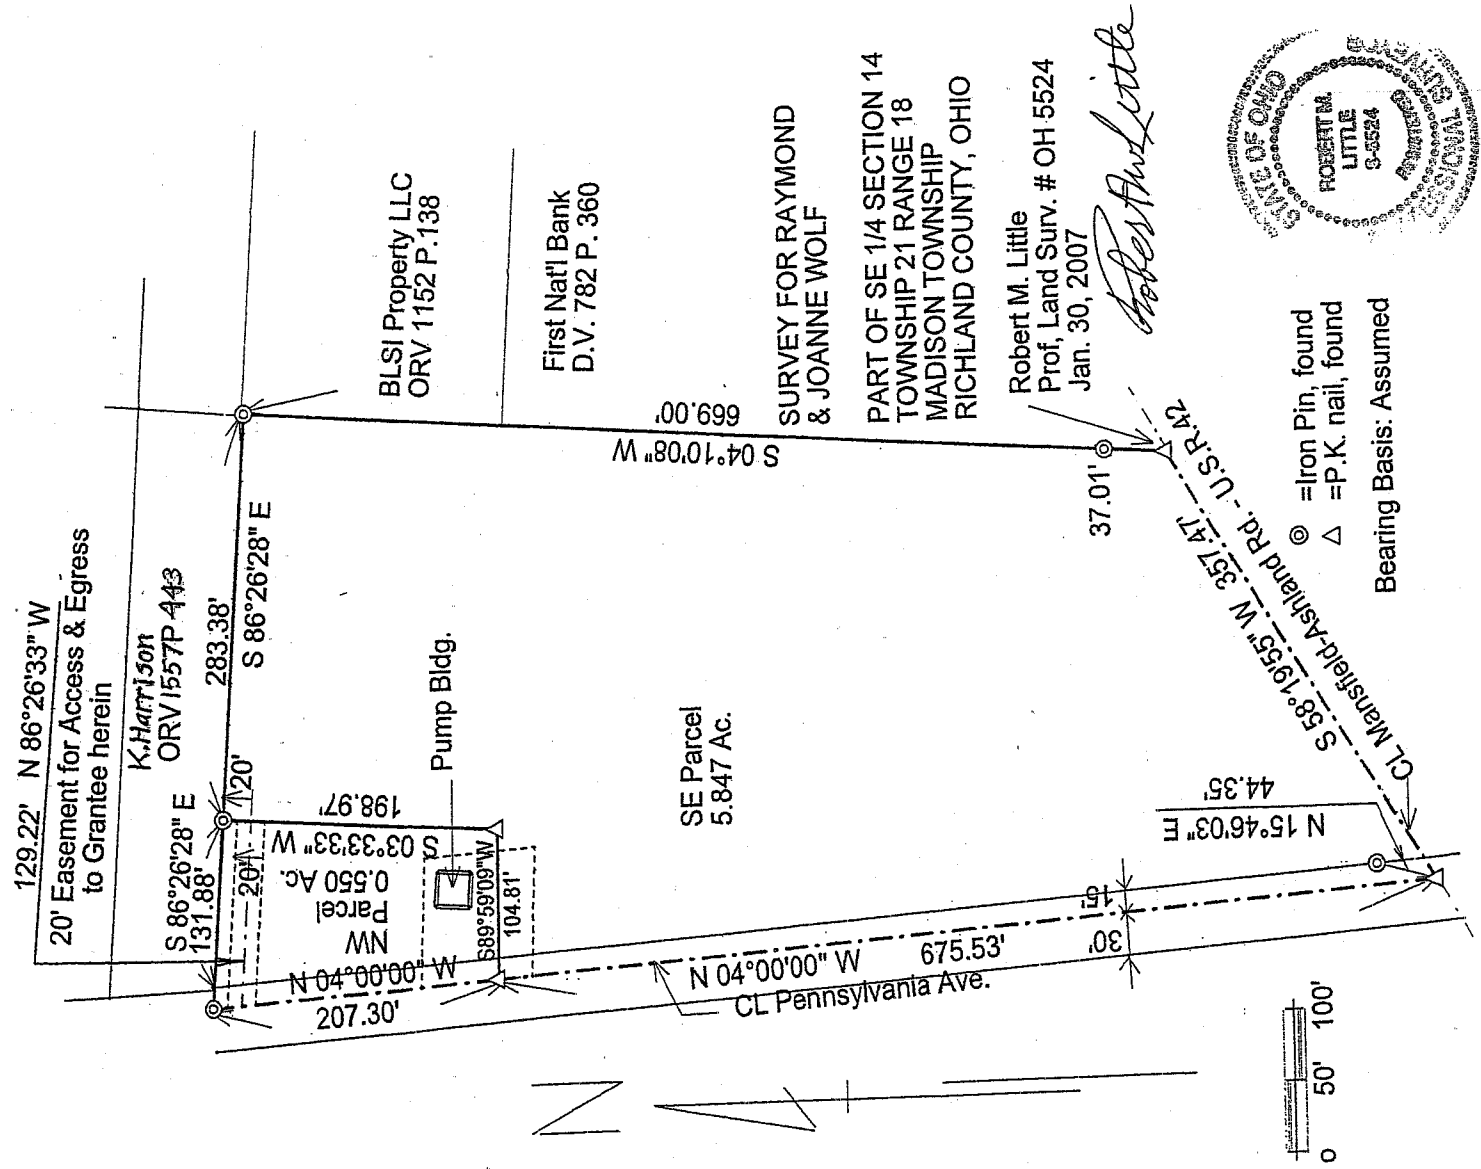 129.22' N 86°26'33" W
20' Easement for Access & Egress
to Grantee herein
K. Harrison
ORV 1557 P 443
S 86°26'28" E
131.88'
283.38'
S 86°26'28" E
20'
20'
BLSI Property LLC
ORV 1152 P.138
First Nat'l Bank
D.V. 782 P. 360
NW
Parcel
0.550 Ac.
S 03°33'33" W
198.97'
Pump Bldg.
S89°59'09"W
104.81'
N 04°00'00" W
207.30'
S 04°10'08" W
669.00'
SE Parcel
5.847 Ac.
SURVEY FOR RAYMOND
& JOANNE WOLF
PART OF SE 1/4 SECTION 14
TOWNSHIP 21 RANGE 18
MADISON TOWNSHIP
RICHLAND COUNTY, OHIO
Robert M. Little
Prof, Land Surv. # OH 5524
Jan. 30, 2007
Robert M Little
N 04°00'00" W
675.53'
CL Pennsylvania Ave.
15'
30'
37.01'
S 58°19'55" W 357.47'
CL Mansfield-Ashland Rd. - U.S.R.42
N 15°46'03" E
44.35'
=Iron Pin, found
=P.K. nail, found
Bearing Basis: Assumed
STATE OF OHIO
ROBERT M.
LITTLE
S-5524
REGISTERED
PROFESSIONAL SURVEYOR
N
0 50' 100'